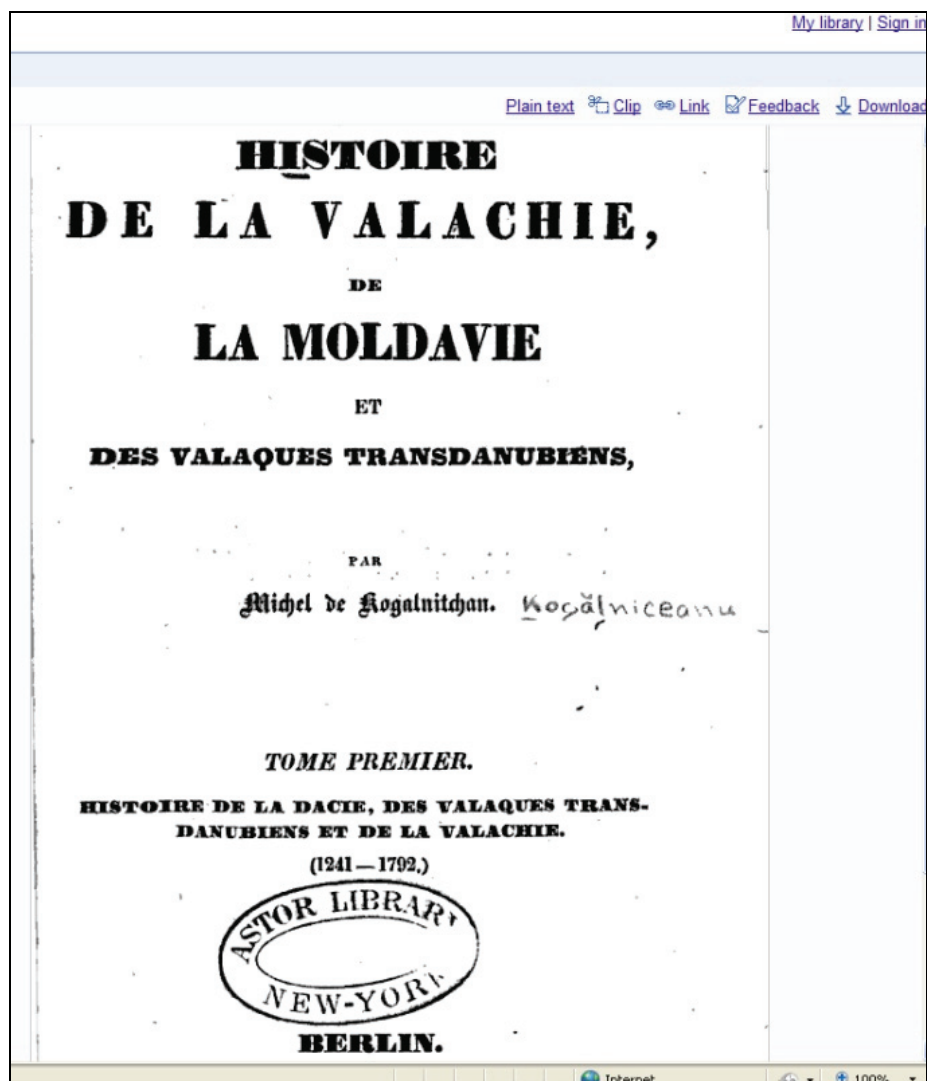 My library | Sign in
Plain text Clip Link Feedback Download
HISTOIRE
DE LA VALACHIE,
DE
LA MOLDAVIE
ET
DES VALAQUES TRANSDANUBIENS,
PAR
Michel de Kogalnitchan. Kogălniceanu
TOME PREMIER.
HISTOIRE DE LA DACIE, DES VALAQUES TRANS-
DANUBIENS ET DE LA VALACHIE.
(1241—1792.)
ASTOR LIBRARY
NEW-YORK
BERLIN.
Internet 100%